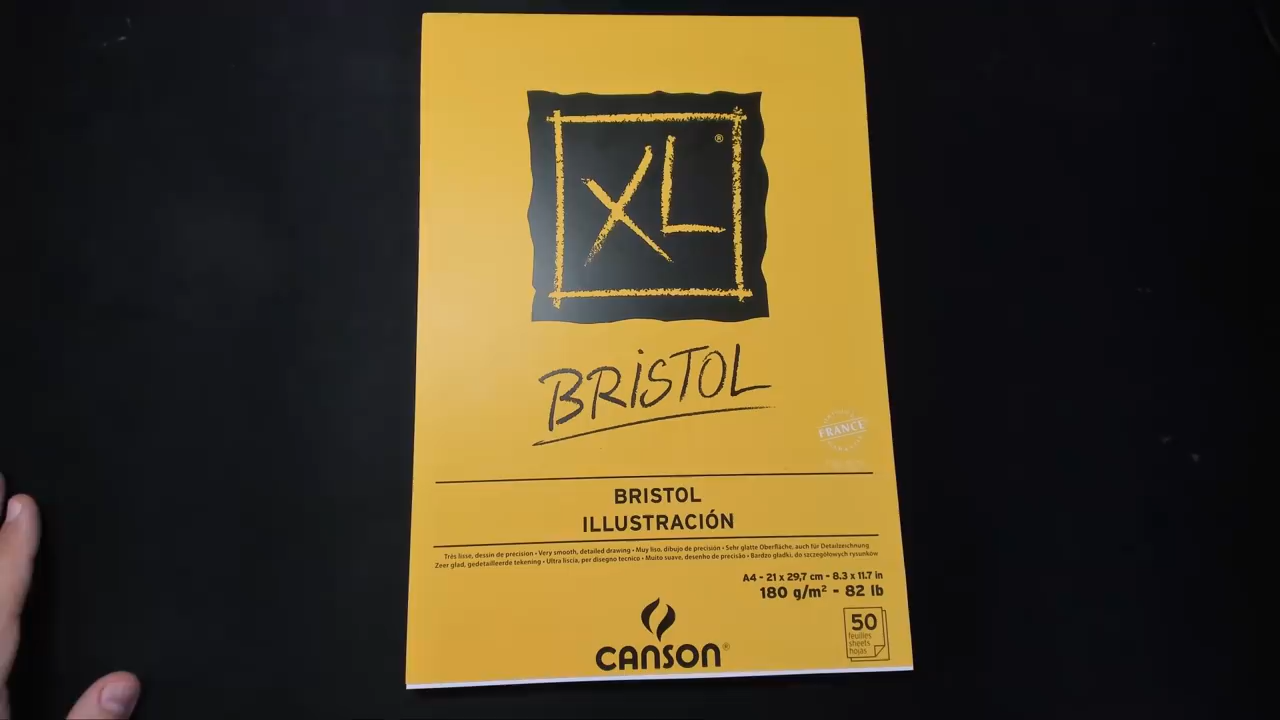 XL®
BRISTOL
FRANCE
BRISTOL
ILLUSTRACIÓN
Très lisse, dessin de precision • Very smooth, detailed drawing • Muy liso, dibujo de precisión • Sehr glatte Oberfläche, auch für Detailzeichnung
Zeer glad, gedetailleerde tekening • Ultra liscia, per disegno tecnico • Muito suave, desenho de precisão • Bardzo gładki, do szczegółowych rysunków
A4 - 21 x 29,7 cm - 8.3 x 11.7 in
180 g/m² - 82 lb
50
feuilles
sheets
hojas
CANSON®